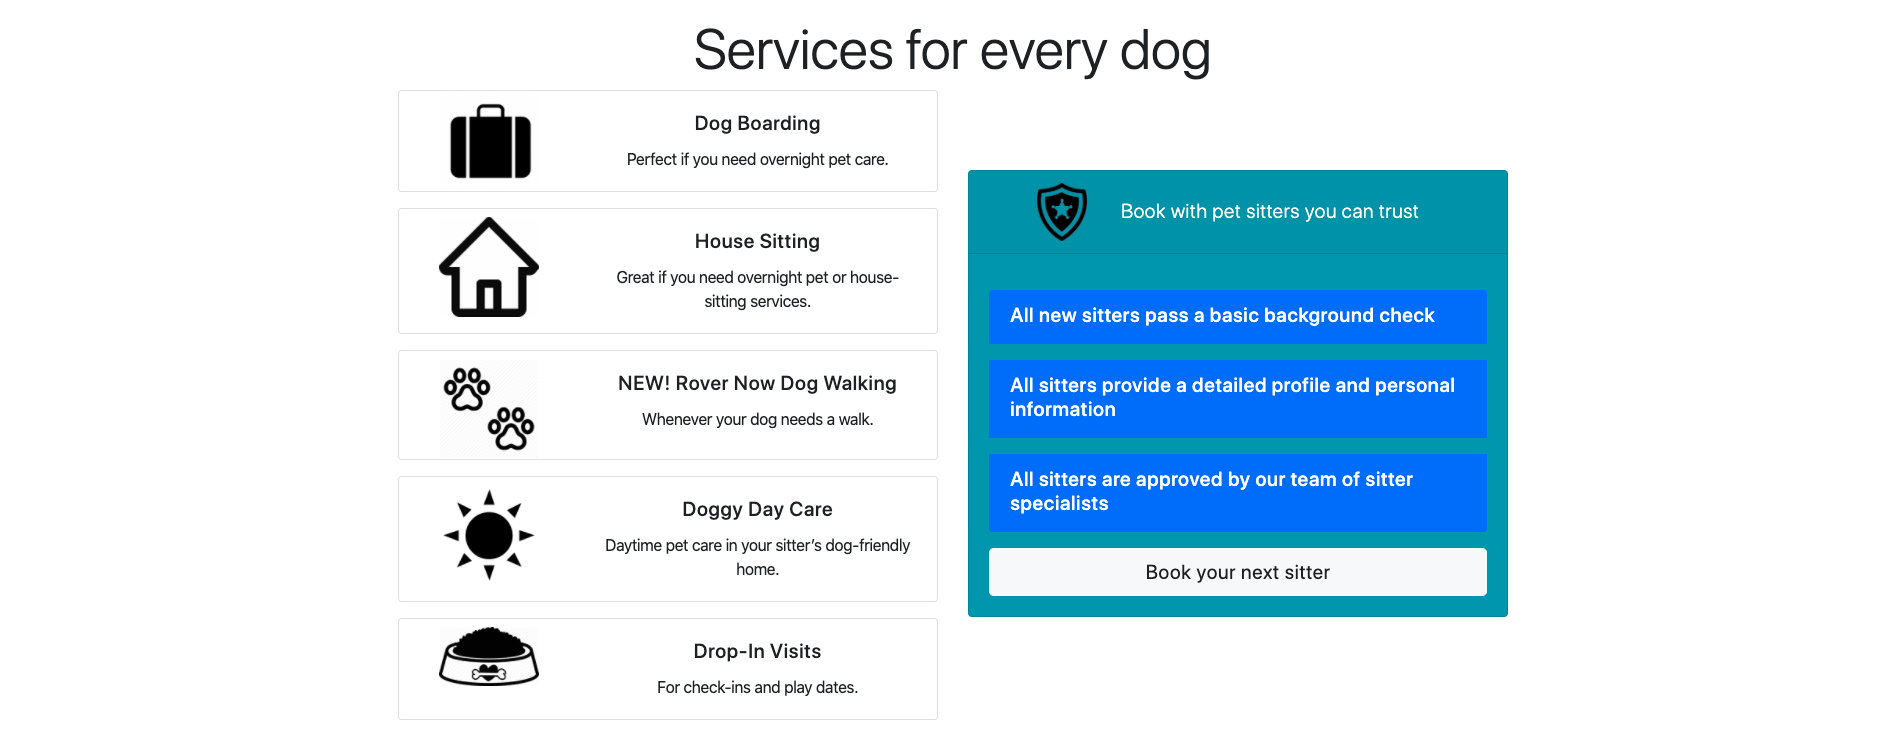 Services for every dog
Dog Boarding
Perfect if you need overnight pet care.
House Sitting
Great if you need overnight pet or house-
sitting services.
NEW! Rover Now Dog Walking
Whenever your dog needs a walk.
Doggy Day Care
Daytime pet care in your sitter’s dog-friendly
home.
Drop-In Visits
For check-ins and play dates.
Book with pet sitters you can trust
All new sitters pass a basic background check
All sitters provide a detailed profile and personal
information
All sitters are approved by our team of sitter
specialists
Book your next sitter